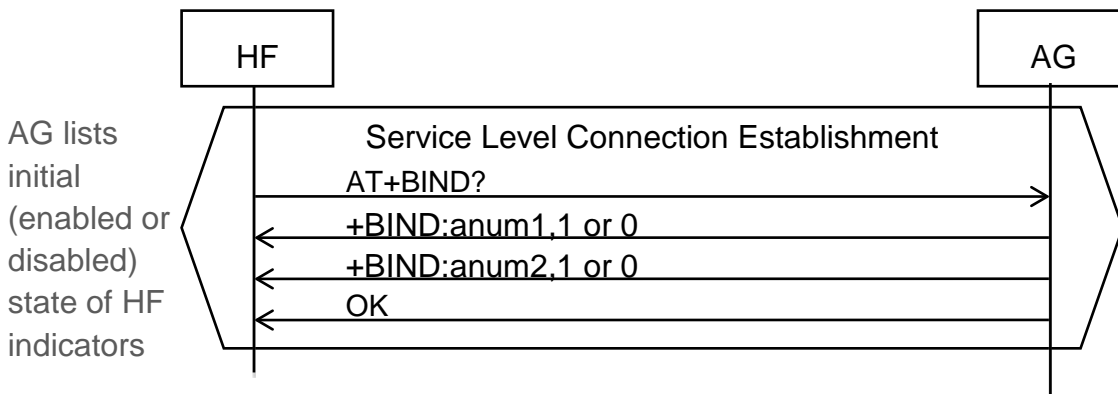 HF
AG
AG lists
initial
(enabled or
disabled)
state of HF
indicators
Service Level Connection Establishment
AT+BIND?
+BIND:anum1,1 or 0
+BIND:anum2,1 or 0
OK